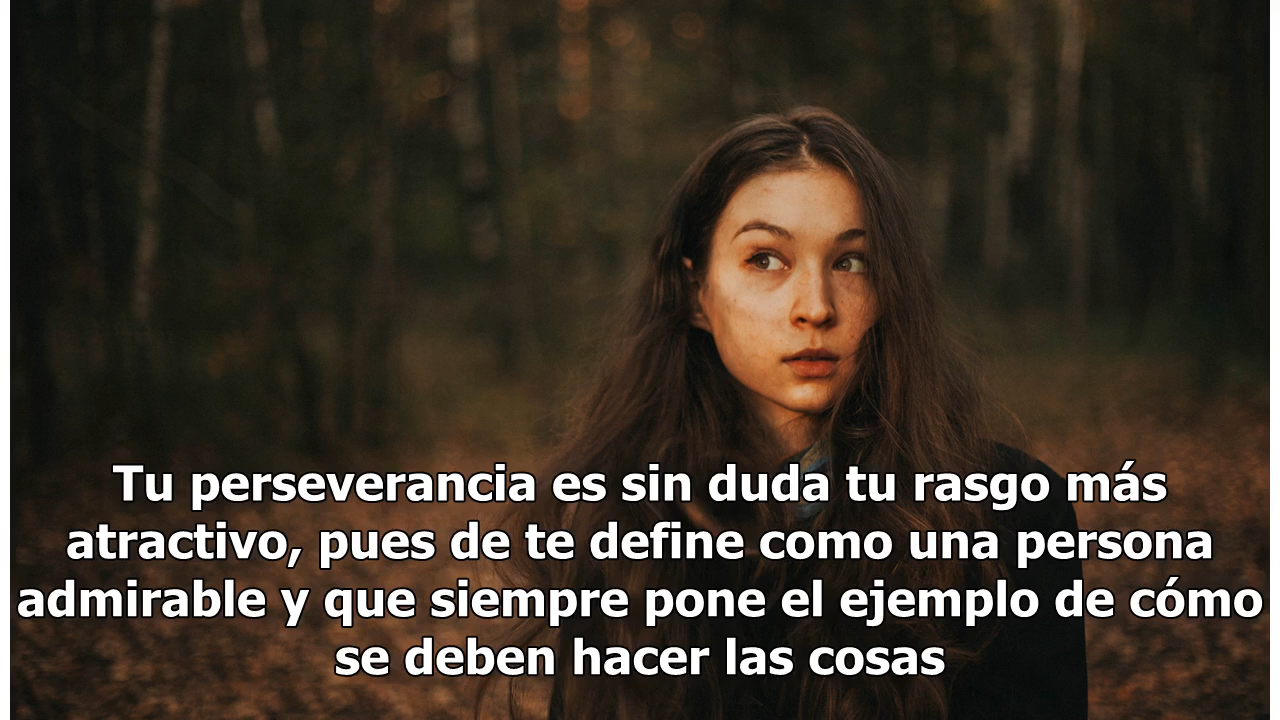 Tu perseverancia es sin duda tu rasgo más
atractivo, pues de te define como una persona
admirable y que siempre pone el ejemplo de cómo
se deben hacer las cosas